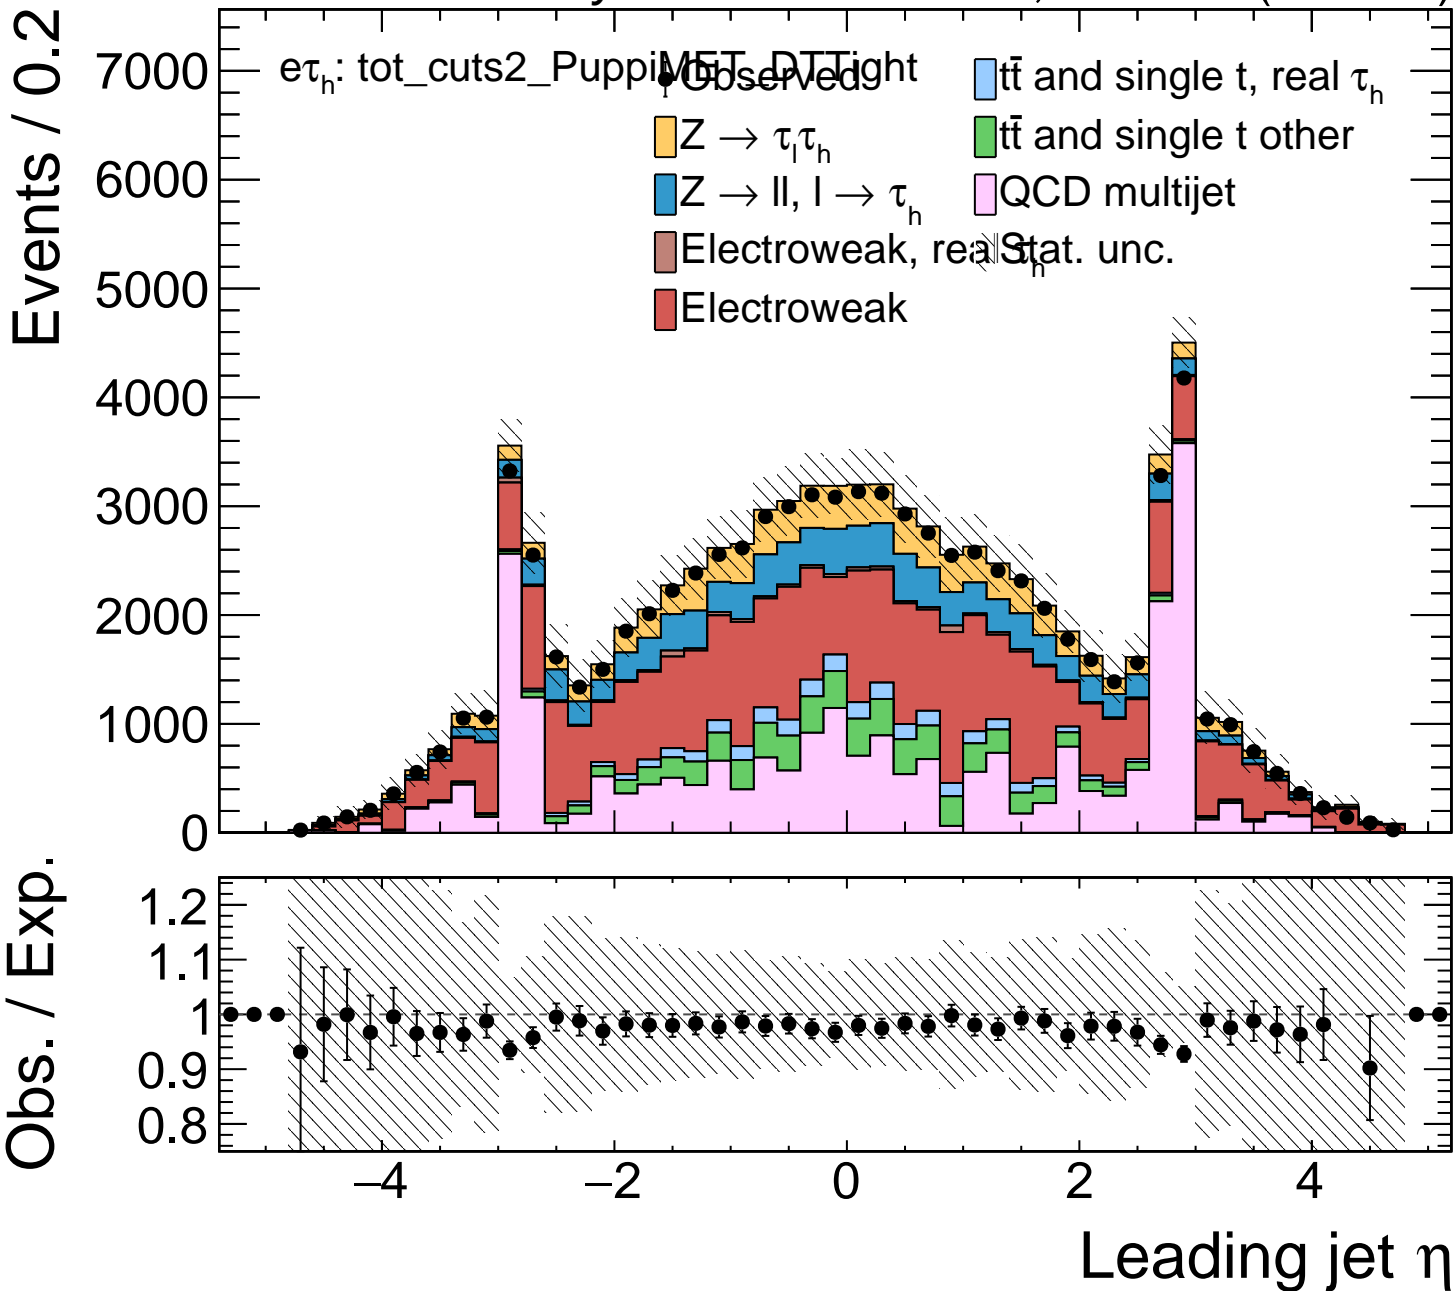 Events / 0.2
7000
6000
5000
4000
3000
2000
1000
0
eτh: tot_cuts2_PuppiMET_DTTight
Observed
Z → τlτh
Z → ll, l → τh
Electroweak, real τh
Electroweak
tt̄ and single t, real τh
tt̄ and single t other
QCD multijet
Stat. unc.
Obs. / Exp.
1.2
1.1
1
0.9
0.8
−4 −2 0 2 4
Leading jet η